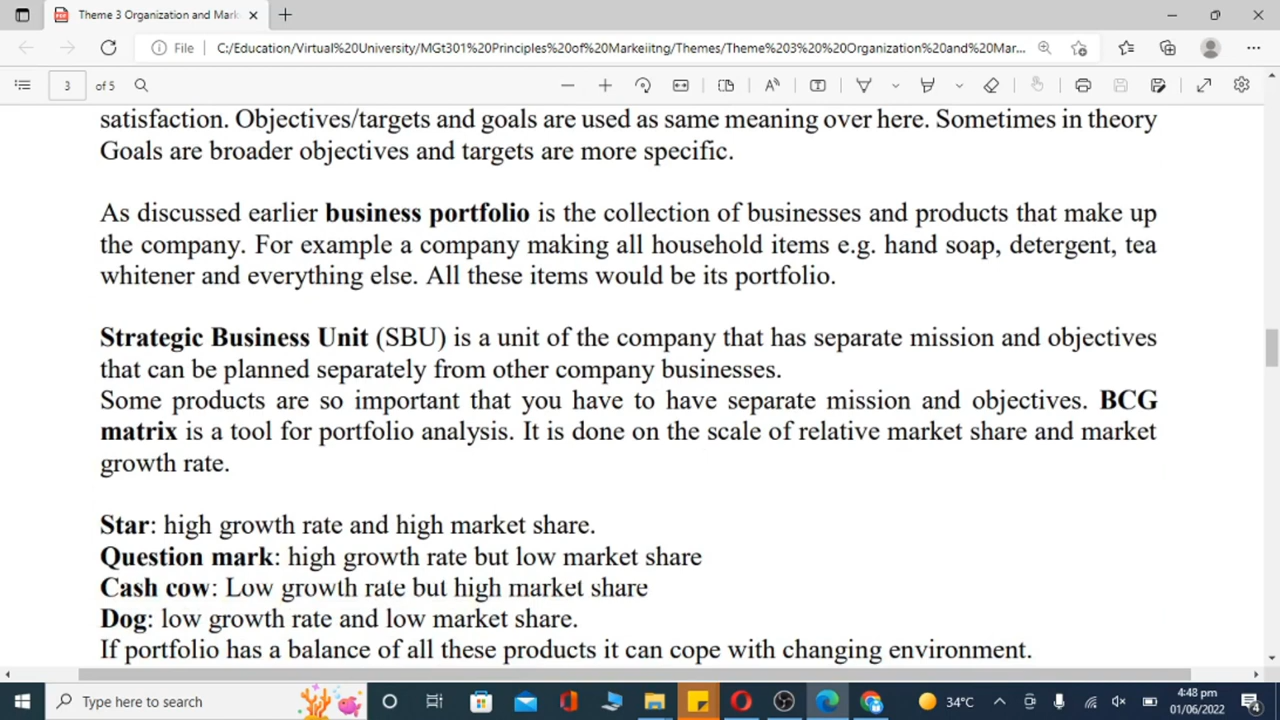 Theme 3 Organization and Mark
File
C:/Education/Virtual%20University/MGt301%20Principles%20of%20Markeiitng/Themes/Theme%203%20%20Organization%20and%20Mar...
3 of 5
satisfaction. Objectives/targets and goals are used as same meaning over here. Sometimes in theory
Goals are broader objectives and targets are more specific.
As discussed earlier business portfolio is the collection of businesses and products that make up
the company. For example a company making all household items e.g. hand soap, detergent, tea
whitener and everything else. All these items would be its portfolio.
Strategic Business Unit (SBU) is a unit of the company that has separate mission and objectives
that can be planned separately from other company businesses.
Some products are so important that you have to have separate mission and objectives. BCG
matrix is a tool for portfolio analysis. It is done on the scale of relative market share and market
growth rate.
Star: high growth rate and high market share.
Question mark: high growth rate but low market share
Cash cow: Low growth rate but high market share
Dog: low growth rate and low market share.
If portfolio has a balance of all these products it can cope with changing environment.
Type here to search
34°C
4:48 pm
01/06/2022
4